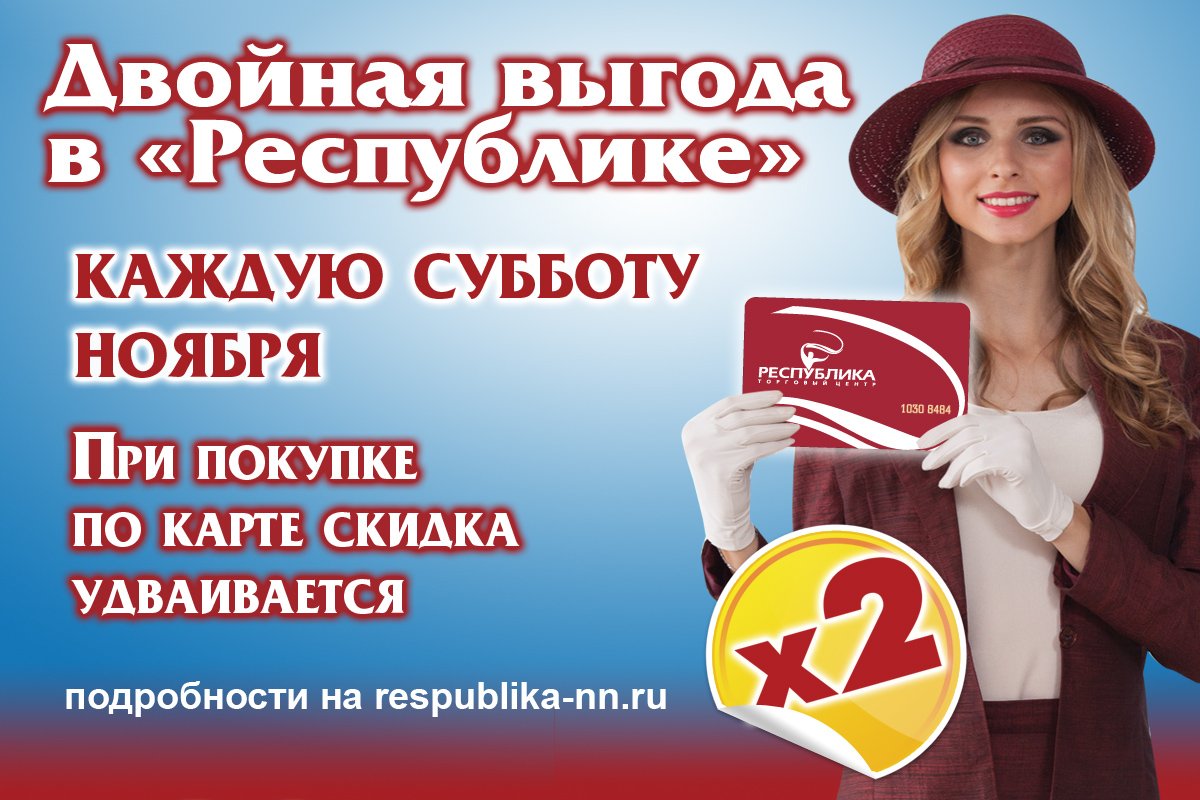 Двойная выгода
в «Республике»
КАЖДУЮ СУББОТУ
НОЯБРЯ
При покупке
по карте скидка
удваивается
подробности на respublika-nn.ru
РЕСПУБЛИКА
ТОРГОВЫЙ ЦЕНТР
1030 8484
x2